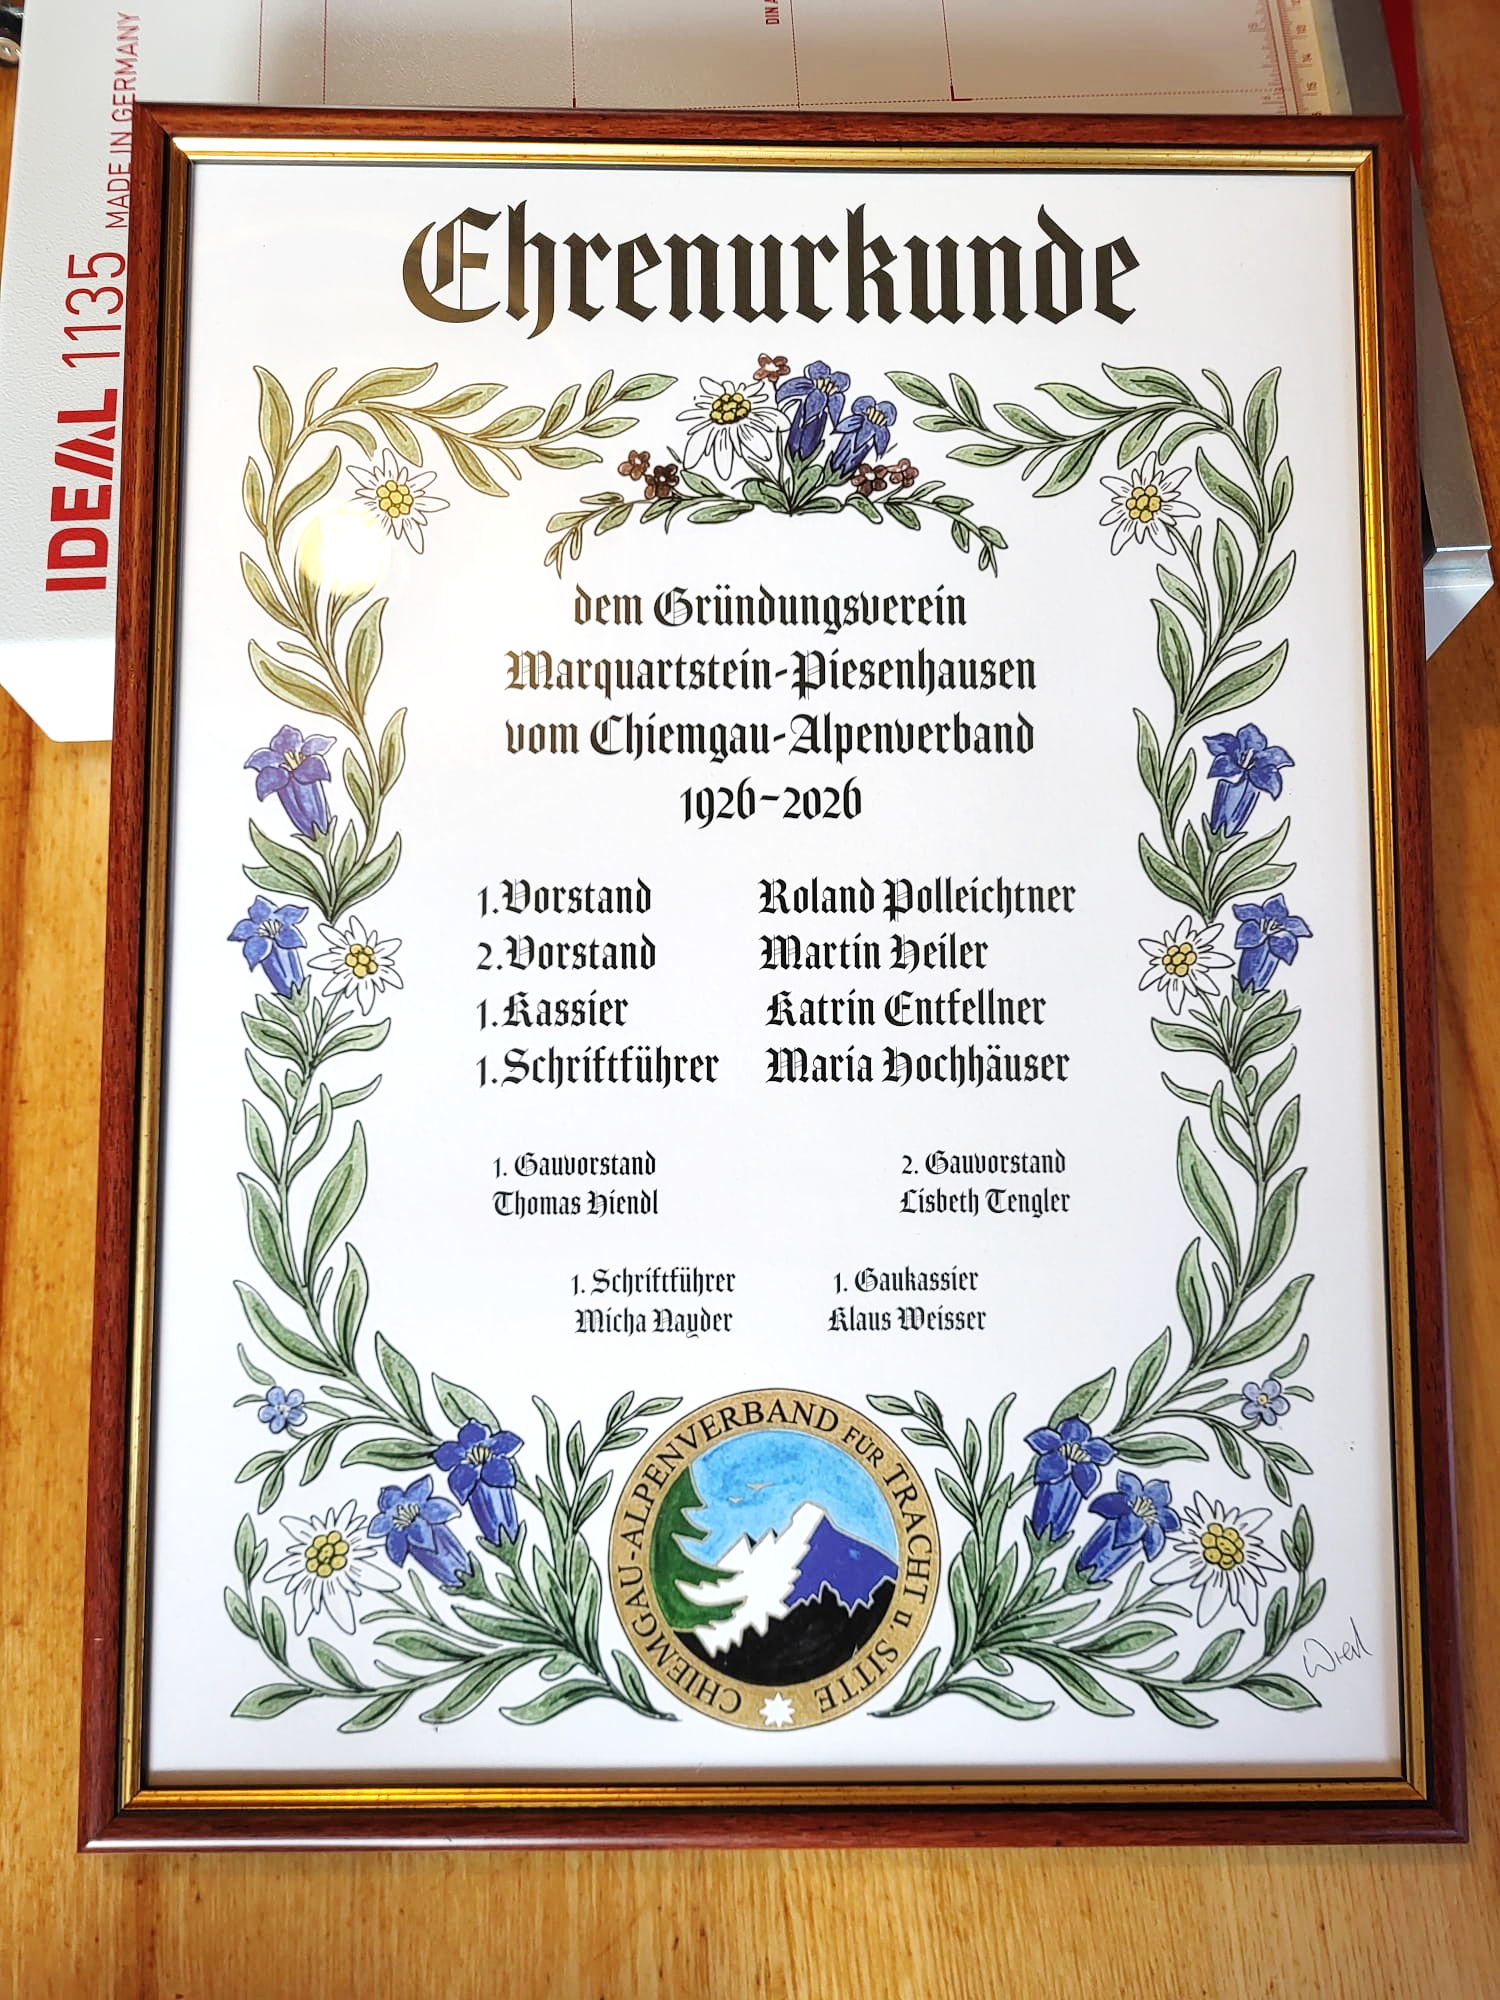 DIN A
IDEAL 1135 MADE IN GERMANY
Ehrenurkunde
dem Gründungsverein
Marquartstein-Piesenhausen
vom Chiemgau-Alpenverband
1926-2026
1.Vorstand Roland Polleichtner
2.Vorstand Martin Heiler
1.Kassier Katrin Entfellner
1.Schriftführer Maria Hochhäuser
1. Gauvorstand 2. Gauvorstand
Thomas Hiendl Lisbeth Tengler
1. Schriftführer 1. Gaukassier
Micha Nayder Klaus Weisser
CHIEMGAU-ALPENVERBAND FÜR TRACHT u. SITTE